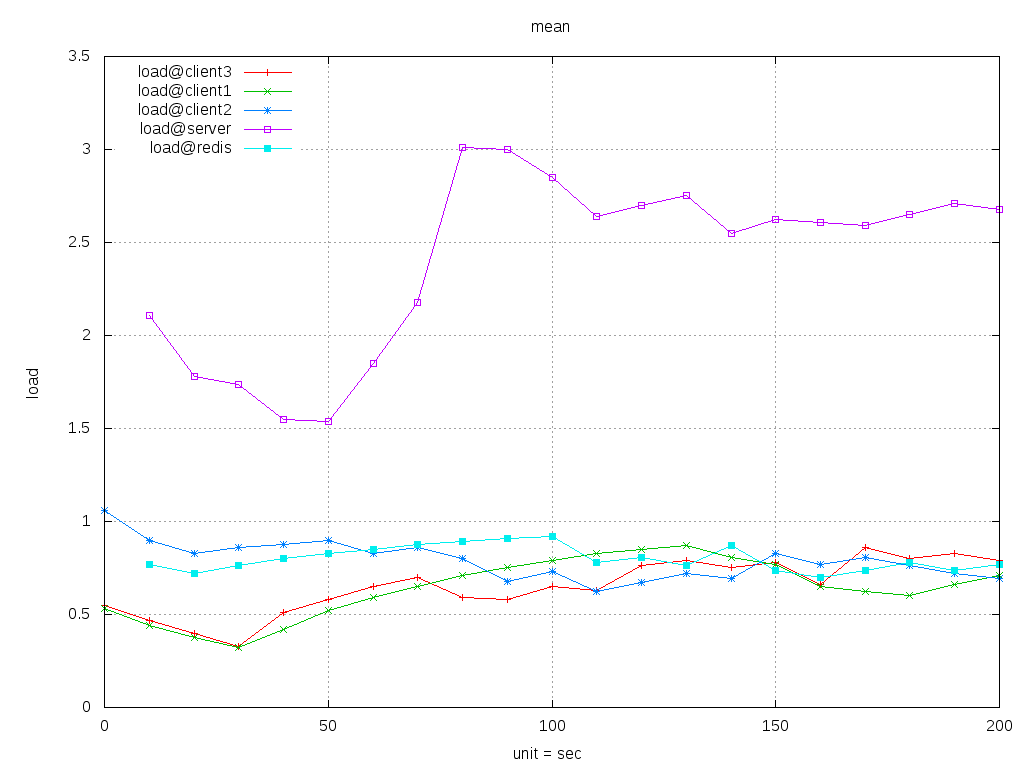 mean
3.5
3
2.5
2
1.5
1
0.5
0
load
load@client3
load@client1
load@client2
load@server
load@redis
0 50 100 150 200
unit = sec